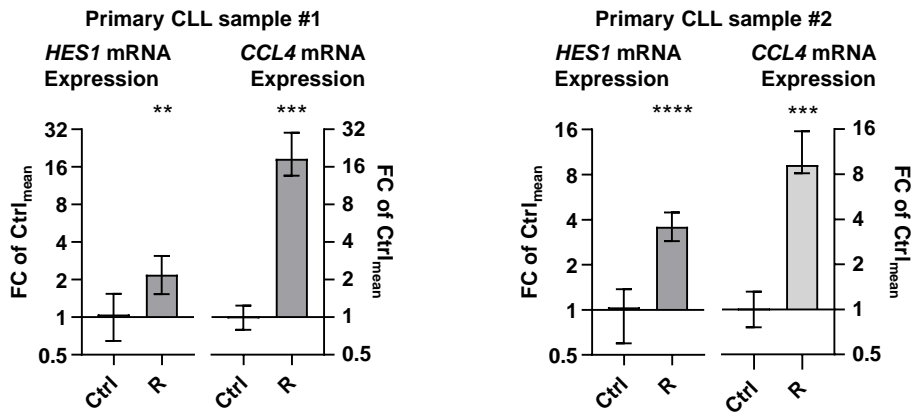 Primary CLL sample #1
HES1 mRNA
Expression
CCL4 mRNA
Expression
**
***
FC of Ctrlmean
32
16
8
4
2
1
0.5
32
16
8
4
2
1
0.5
FC of Ctrlmean
Ctrl
R
Ctrl
R
Primary CLL sample #2
HES1 mRNA
Expression
CCL4 mRNA
Expression
****
***
FC of Ctrlmean
16
8
4
2
1
0.5
16
8
4
2
1
0.5
FC of Ctrlmean
Ctrl
R
Ctrl
R